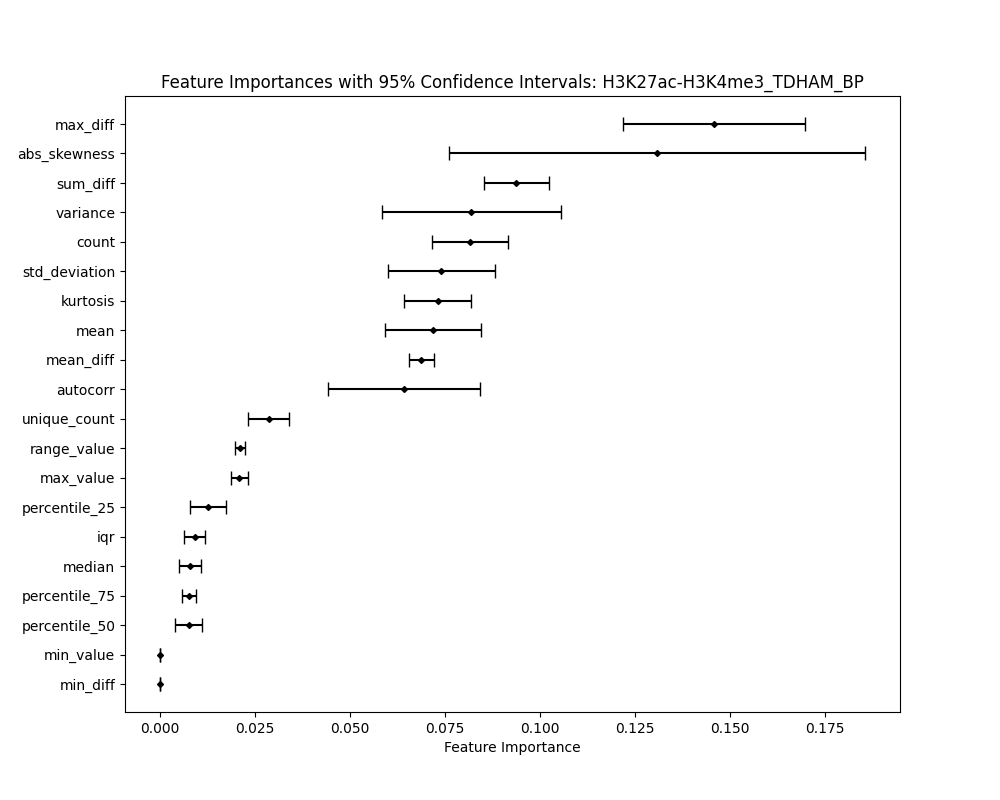 Feature Importances with 95% Confidence Intervals: H3K27ac-H3K4me3_TDHAM_BP
max_diff
abs_skewness
sum_diff
variance
count
std_deviation
kurtosis
mean
mean_diff
autocorr
unique_count
range_value
max_value
percentile_25
iqr
median
percentile_75
percentile_50
min_value
min_diff
0.000 0.025 0.050 0.075 0.100 0.125 0.150 0.175
Feature Importance